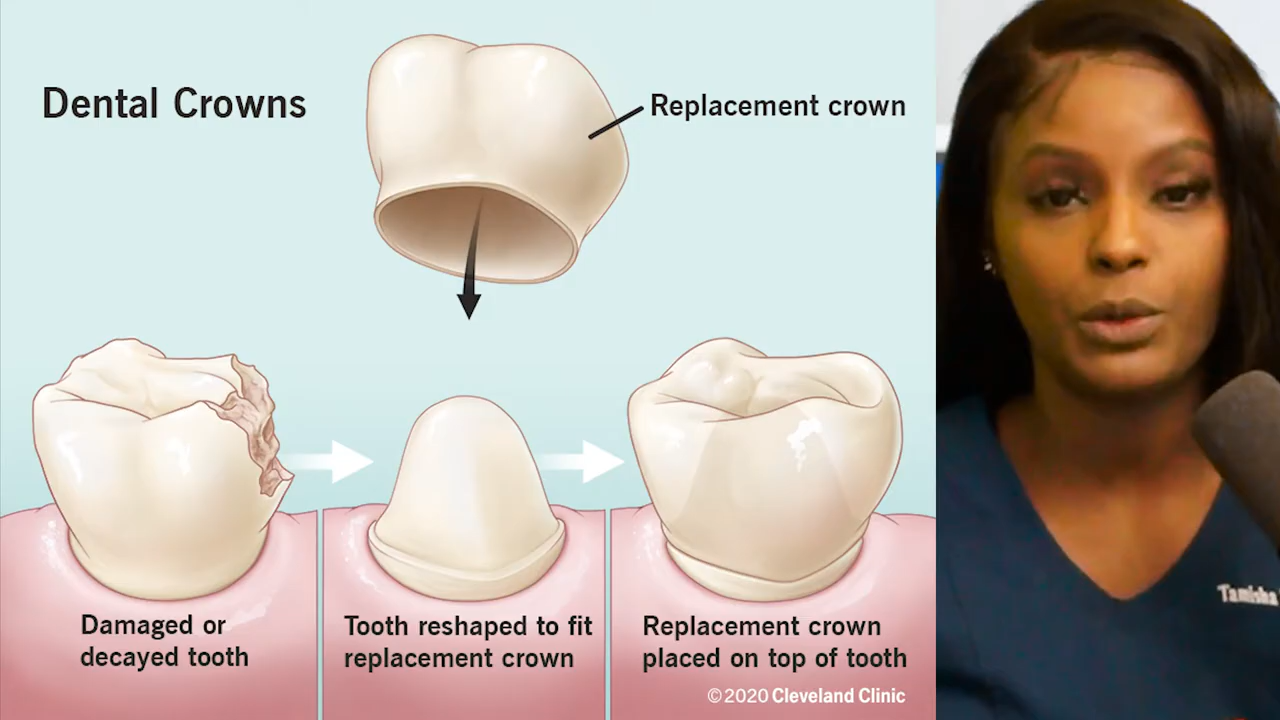 Dental Crowns
Replacement crown
Damaged or
decayed tooth
Tooth reshaped to fit
replacement crown
Replacement crown
placed on top of tooth
©2020 Cleveland Clinic
Tamisha